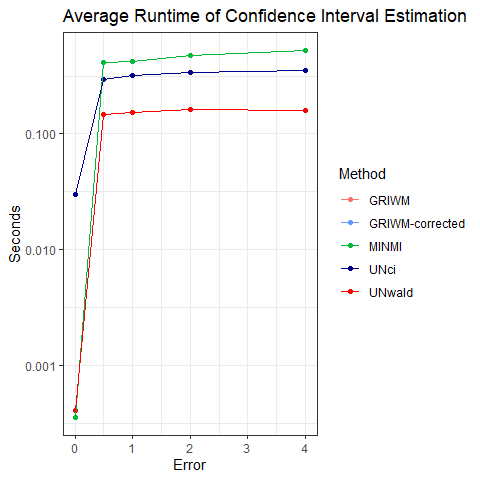 Average Runtime of Confidence Interval Estimation
Seconds
0.100
0.010
0.001
0
1
2
3
4
Error
Method
GRIWM
GRIWM-corrected
MINMI
UNci
UNwald